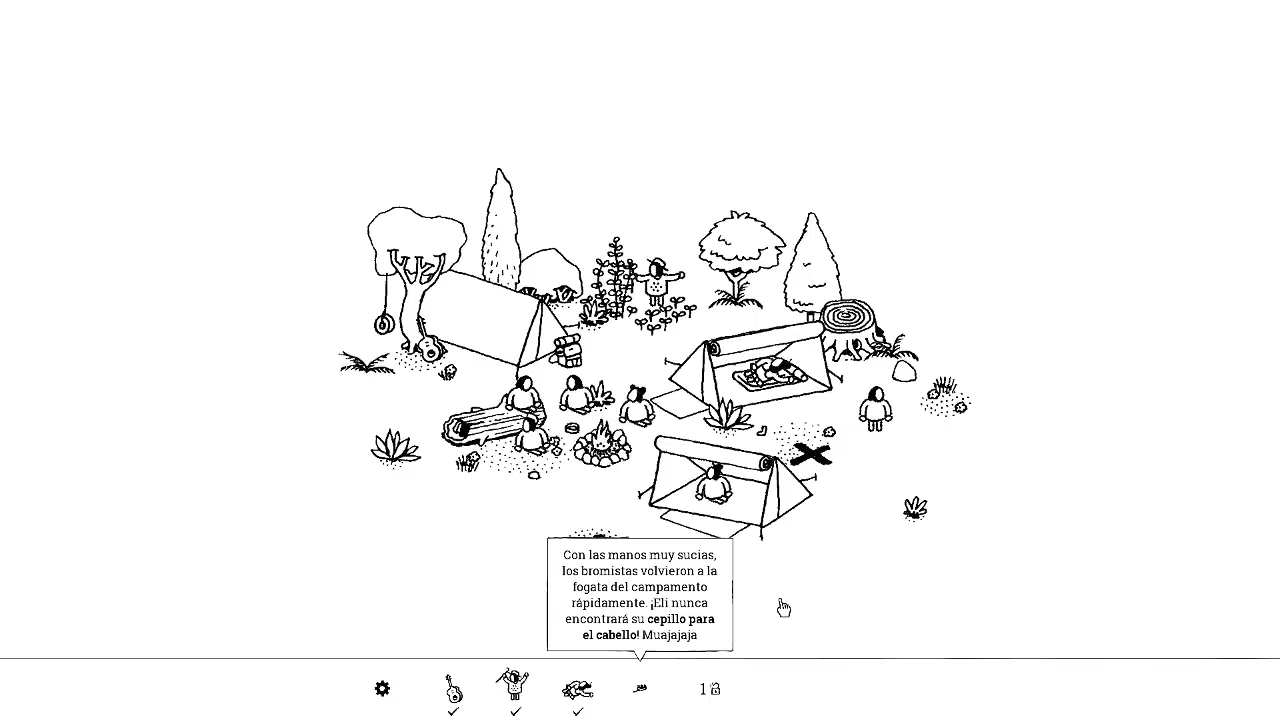 Con las manos muy sucias,
los bromistas volvieron a la
fogata del campamento
rápidamente. ¡Eli nunca
encontrará su cepillo para
el cabello! Muajajaja
1